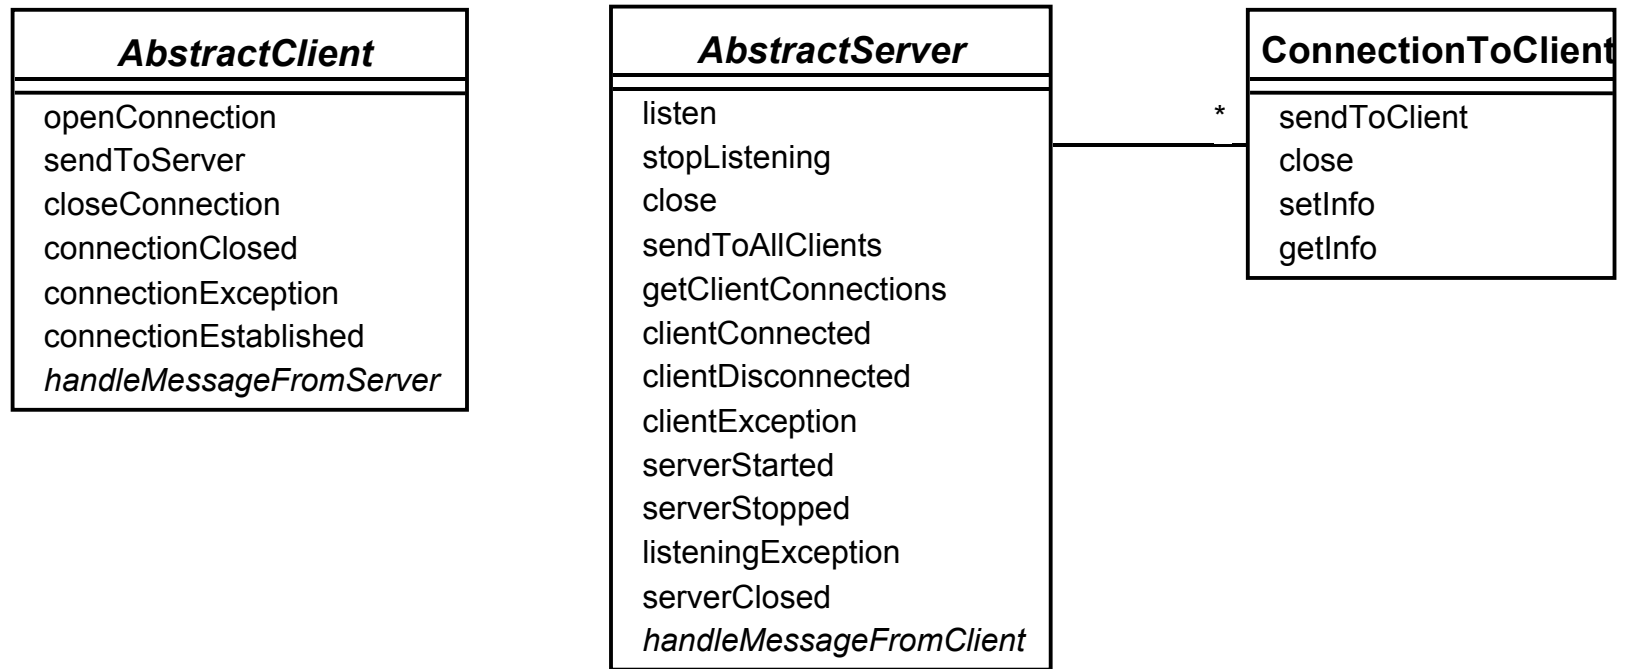 AbstractClient
openConnection
sendToServer
closeConnection
connectionClosed
connectionException
connectionEstablished
handleMessageFromServer
AbstractServer
listen
stopListening
close
sendToAllClients
getClientConnections
clientConnected
clientDisconnected
clientException
serverStarted
serverStopped
listeningException
serverClosed
handleMessageFromClient
*
ConnectionToClient
sendToClient
close
setInfo
getInfo